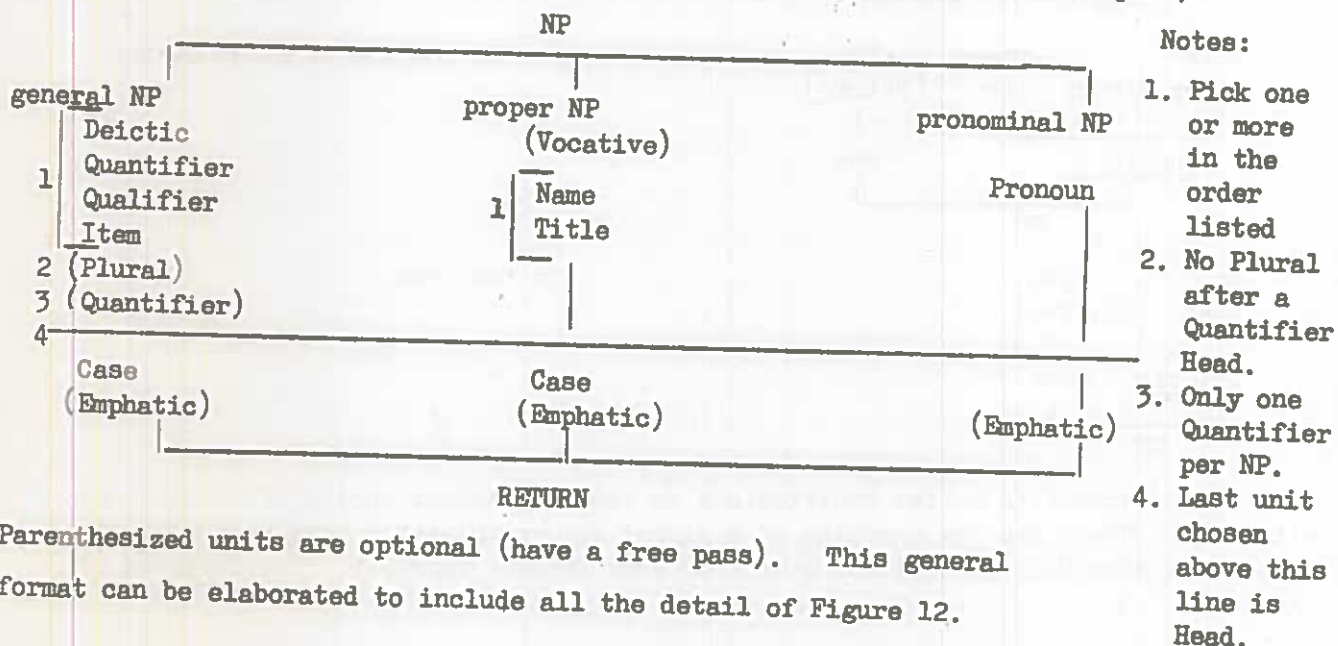 NP
general NP
Deictic
Quantifier
1
Qualifier
Item
2 (Plural)
3 (Quantifier)
4
Case
(Emphatic)
proper NP
(Vocative)
1
Name
Title
Case
(Emphatic)
pronominal NP
Pronoun
(Emphatic)
RETURN
Notes:
1. Pick one
or more
in the
order
listed
2. No Plural
after a
Quantifier
Head.
3. Only one
Quantifier
per NP.
4. Last unit
chosen
above this
line is
Head.
Parenthesized units are optional (have a free pass). This general
format can be elaborated to include all the detail of Figure 12.